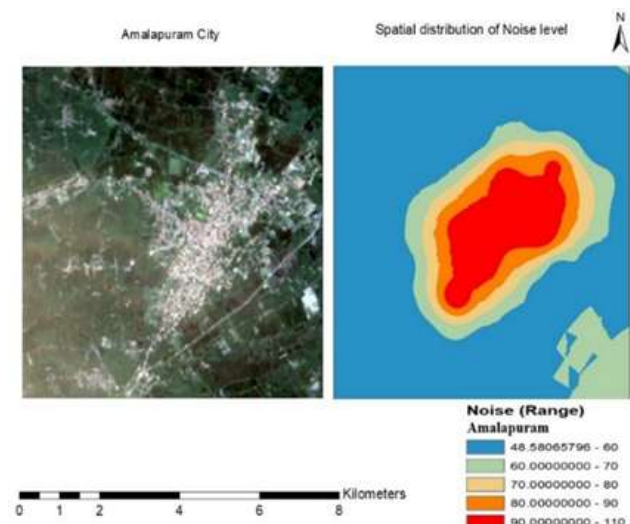 Amalapuram City
Spatial distribution of Noise level
N
Noise (Range)
Amalapuram
48.58065796 - 60
60.00000000 - 70
70.00000000 - 80
80.00000000 - 90
90.00000000 - 110
0 1 2 4 6 8 Kilometers